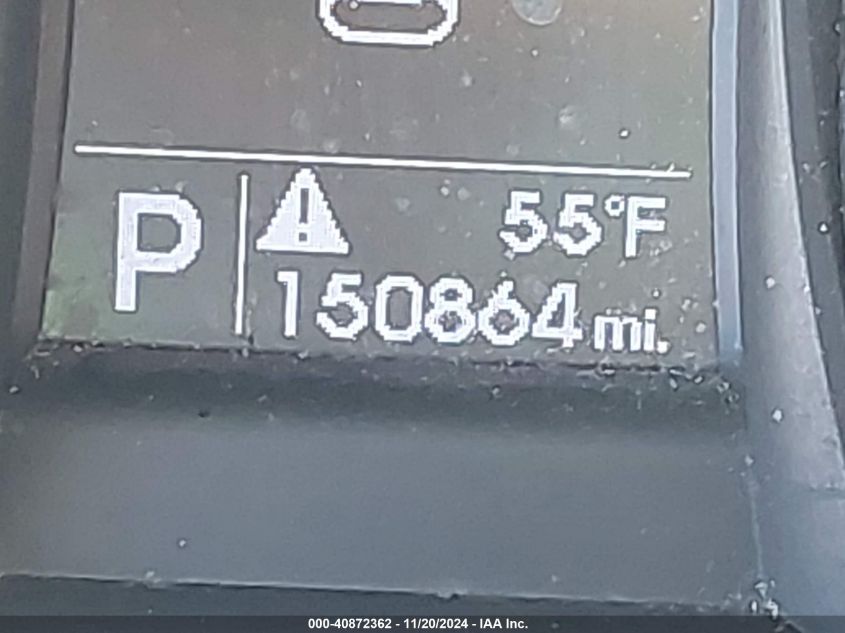 P
55°F
150864 mi.
000-40872362 - 11/20/2024 - IAA Inc.